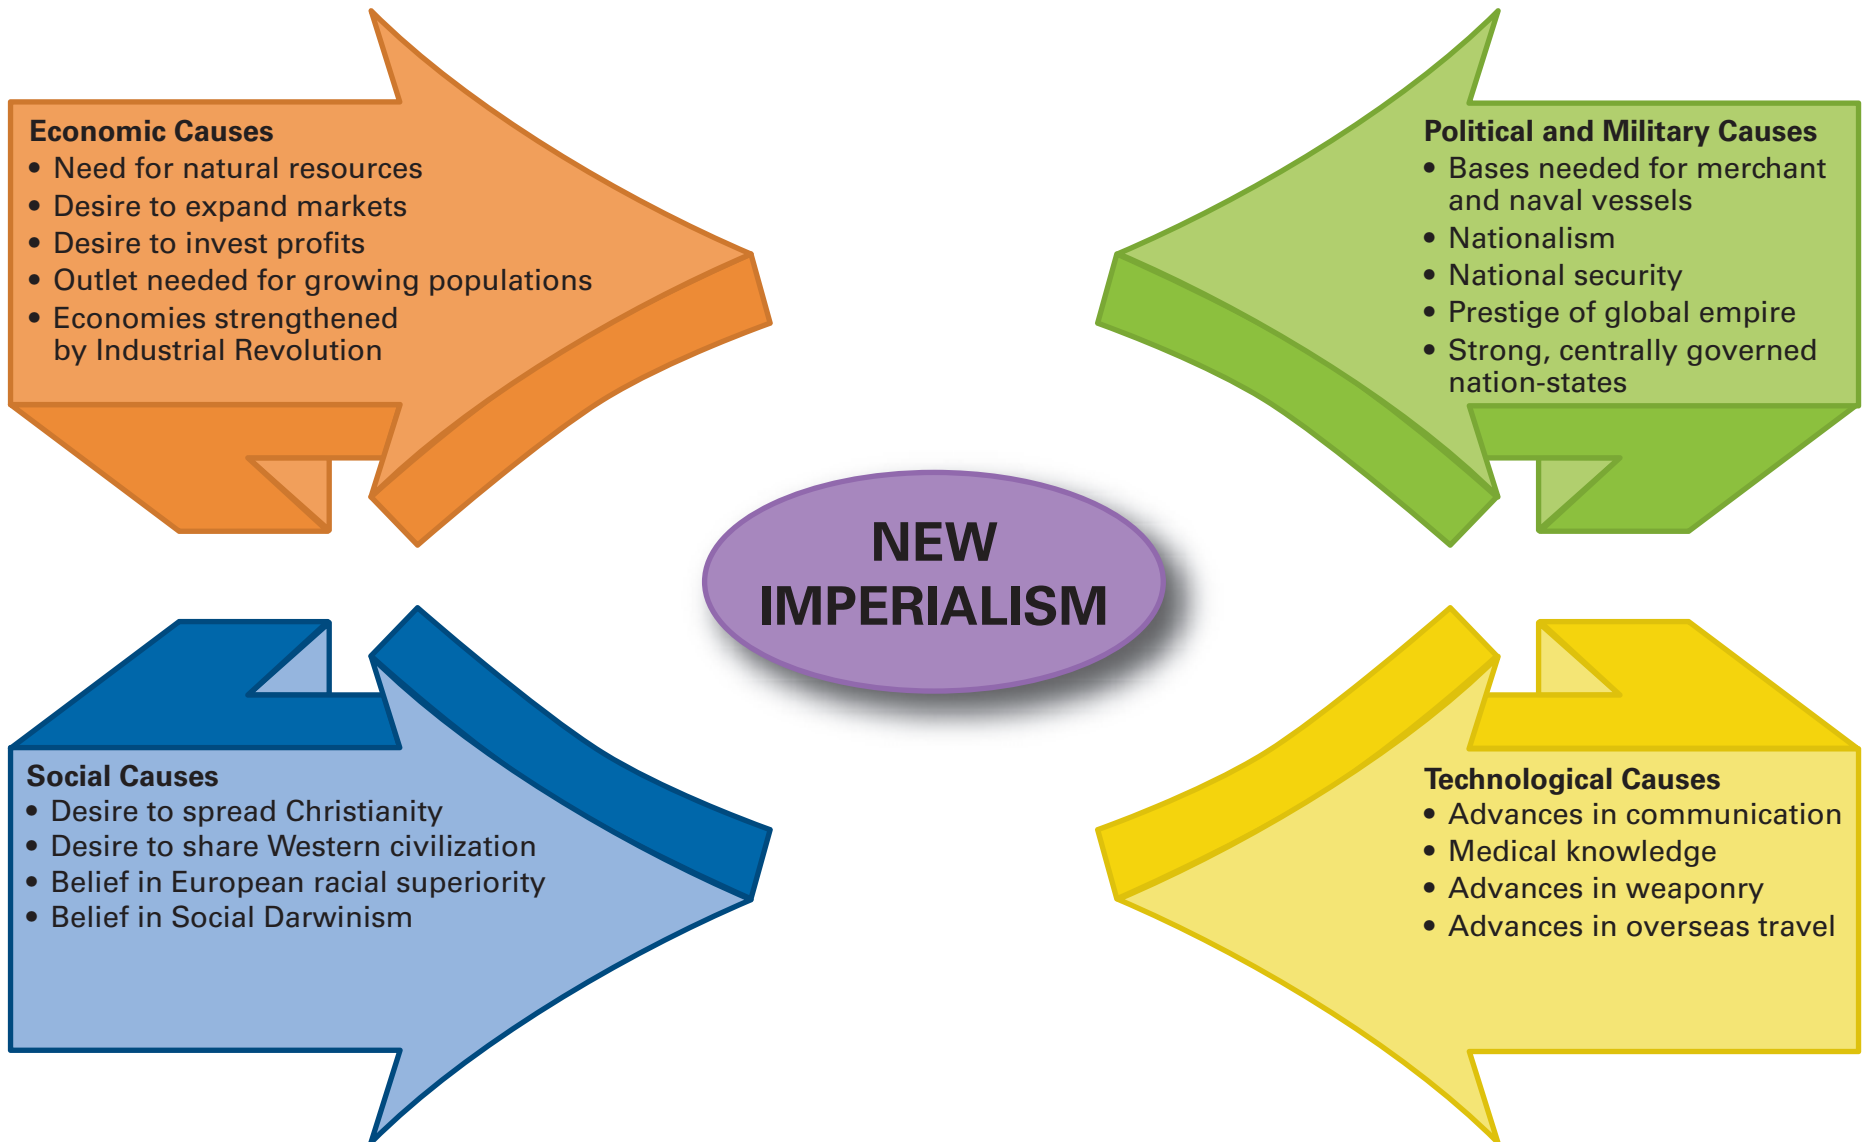 Economic Causes
• Need for natural resources
• Desire to expand markets
• Desire to invest profits
• Outlet needed for growing populations
• Economies strengthened
by Industrial Revolution
Political and Military Causes
• Bases needed for merchant
and naval vessels
• Nationalism
• National security
• Prestige of global empire
• Strong, centrally governed
nation-states
NEW
IMPERIALISM
Social Causes
• Desire to spread Christianity
• Desire to share Western civilization
• Belief in European racial superiority
• Belief in Social Darwinism
Technological Causes
• Advances in communication
• Medical knowledge
• Advances in weaponry
• Advances in overseas travel